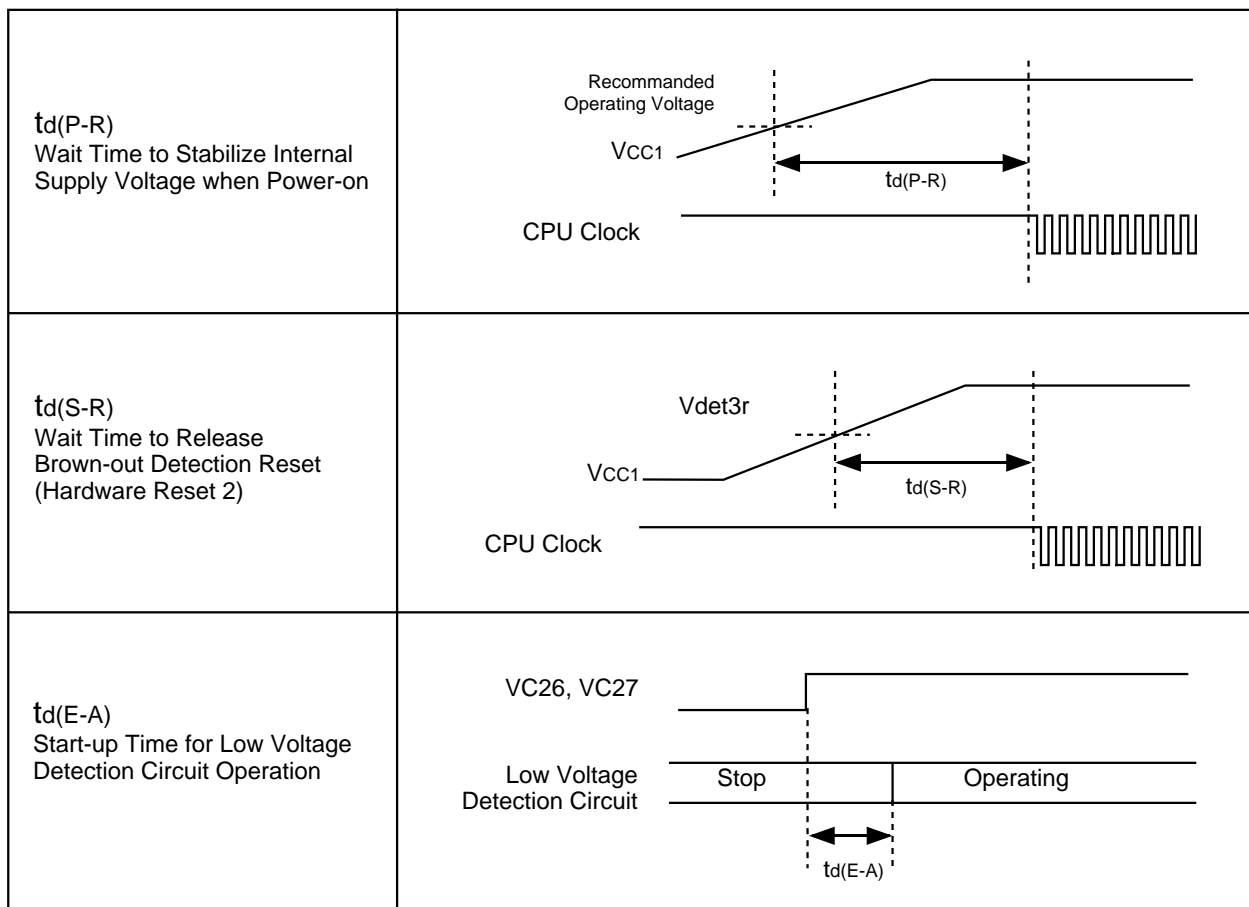 td(P-R)
Wait Time to Stabilize Internal
Supply Voltage when Power-on
Recommanded
Operating Voltage
VCC1
td(P-R)
CPU Clock
td(S-R)
Wait Time to Release
Brown-out Detection Reset
(Hardware Reset 2)
Vdet3r
VCC1
td(S-R)
CPU Clock
td(E-A)
Start-up Time for Low Voltage
Detection Circuit Operation
VC26, VC27
Low Voltage
Detection Circuit
Stop
Operating
td(E-A)